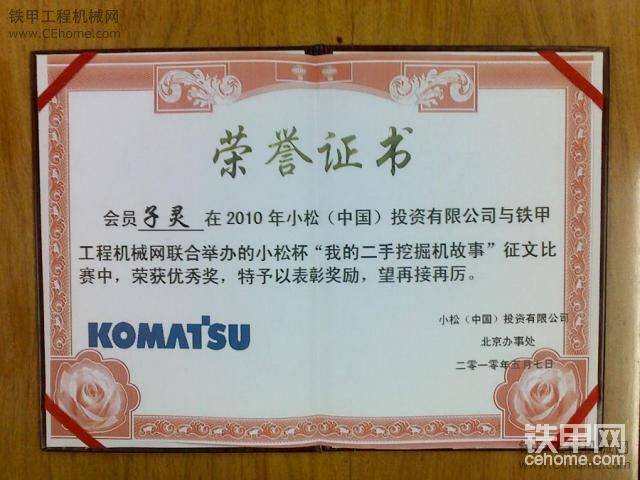 铁甲工程机械网
www.CEhome.com
荣誉证书
会员子灵在2010年小松（中国）投资有限公司与铁甲
工程机械网联合举办的小松杯“我的二手挖掘机故事”征文比
赛中，荣获优秀奖，特予以表彰奖励，望再接再厉。
KOMATSU
小松（中国）投资有限公司
北京办事处
二零一零年五月七日
铁甲网
cehome.com